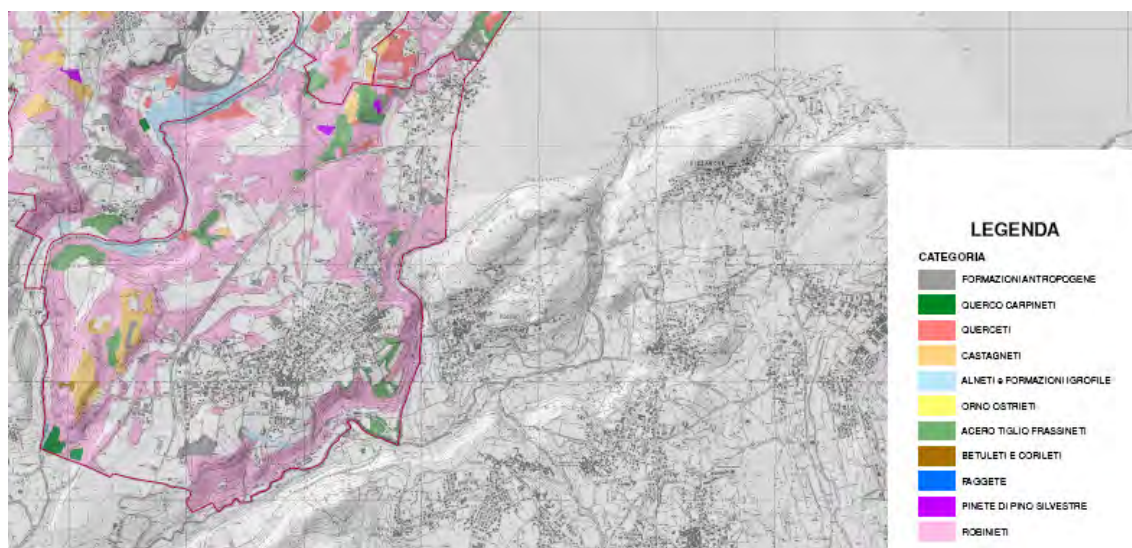 LEGENDA
CATEGORIA
FORMAZIONI ANTROPOGENE
QUERCO CARPINETI
QUERCETI
CASTAGNETI
ALNETI e FORMAZIONI IGROFILE
ORNO OSTRIETI
ACERO TIGLIO FRASSINETI
BETULETI E CORILETI
FAGGETE
PINETE DI PINO SILVESTRE
ROBINIETI